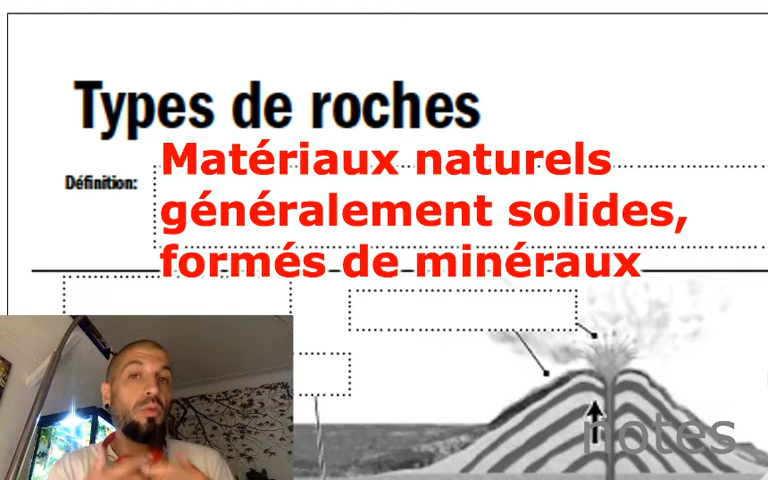 Types de roches
Définition:
Matériaux naturels
généralement solides,
formés de minéraux
notes